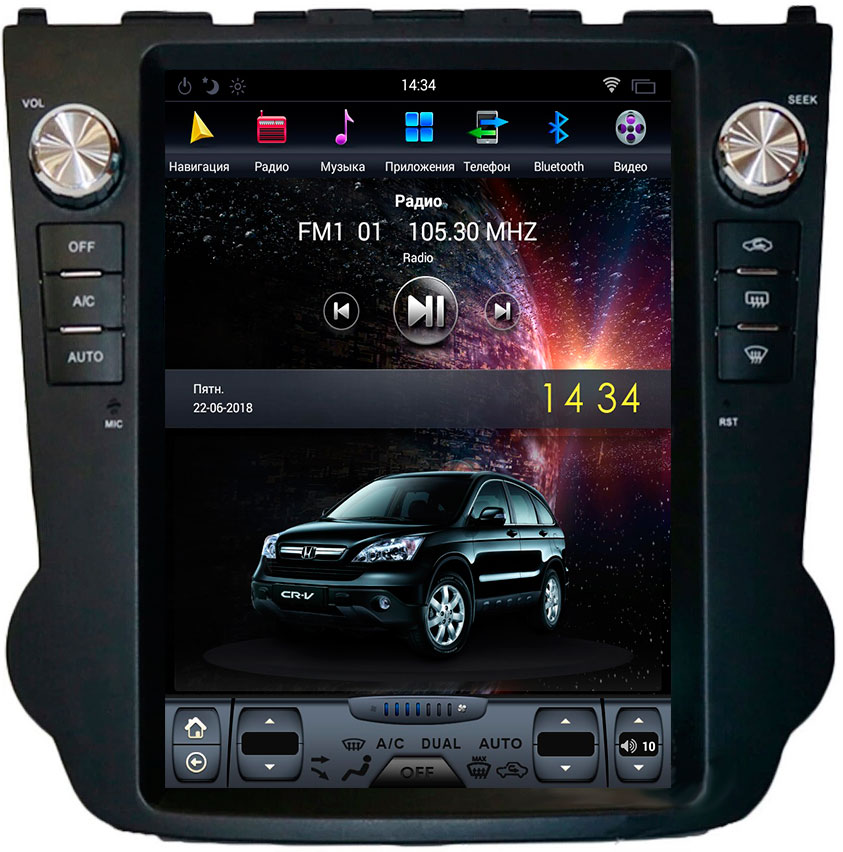 14:34
VOL
SEEK
Навигация Радио Музыка Приложения Телефон Bluetooth Видео
Радио
FM1 01 105.30 MHZ
Radio
OFF
A/C
AUTO
MIC
RST
Пятн.
22-06-2018
14 34
CR-V
A/C DUAL AUTO
OFF
MAX
10